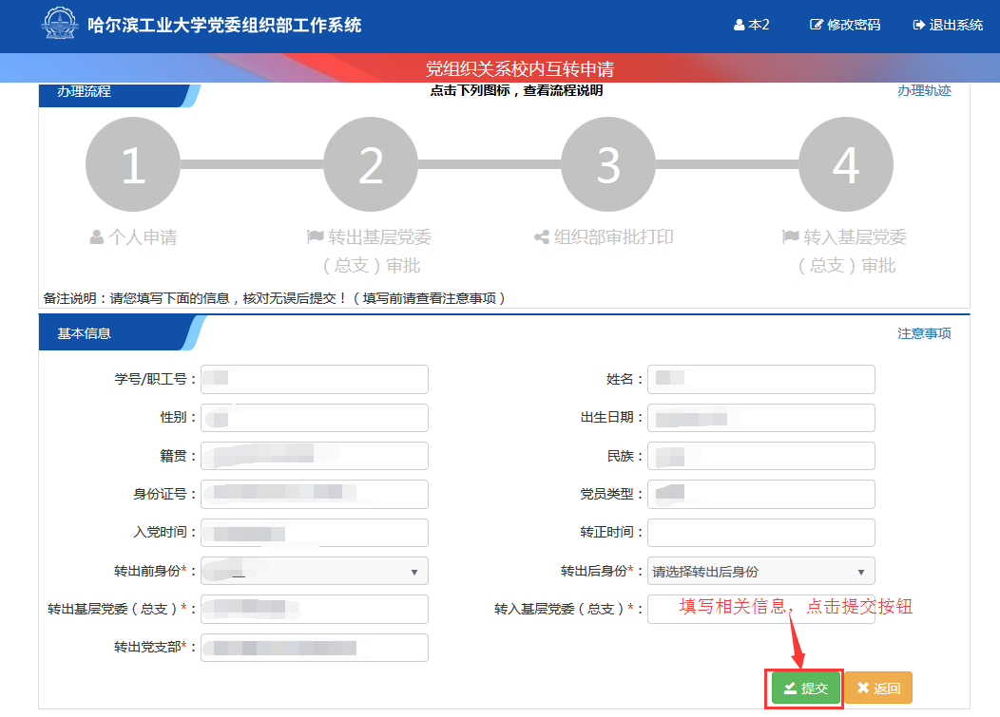 哈尔滨工业大学党委组织部工作系统
本2 修改密码 退出系统
党组织关系校内互转申请
办理流程 点击下列图标，查看流程说明 办理轨迹
1 2 3 4
个人申请 转出基层党委 组织部审批打印 转入基层党委
（总支）审批 （总支）审批
备注说明：请您填写下面的信息，核对无误后提交！（填写前请查看注意事项）
基本信息 注意事项
学号/职工号： 姓名：
性别： 出生日期：
籍贯： 民族：
身份证号： 党员类型：
入党时间： 转正时间：
转出前身份*： 转出后身份*： 请选择转出后身份
转出基层党委（总支）*： 转入基层党委（总支）*： 填写相关信息，点击提交按钮
转出党支部*：
提交 返回